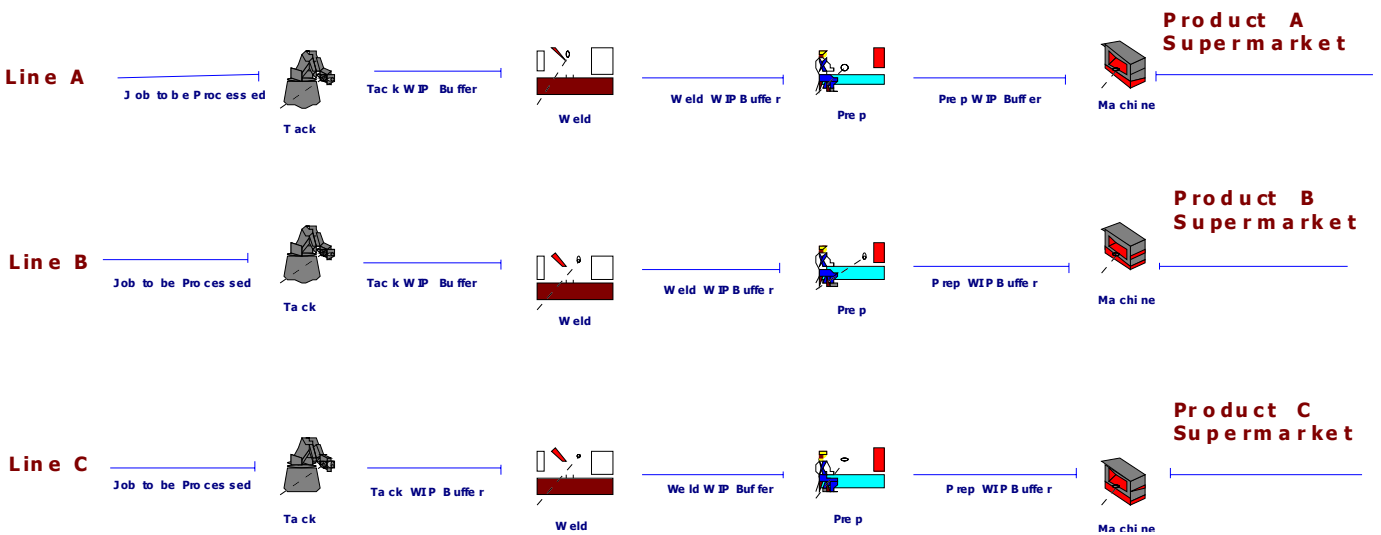 Product A
Supermarket
Line A
Job to be Processed
Tack WIP Buffer
Weld WIP Buffer
Prep WIP Buffer
Machine
Tack
Weld
Prep
Product B
Supermarket
Line B
Job to be Processed
Tack WIP Buffer
Weld WIP Buffer
Prep WIP Buffer
Machine
Tack
Weld
Prep
Product C
Supermarket
Line C
Job to be Processed
Tack WIP Buffer
Weld WIP Buffer
Prep WIP Buffer
Tack
Weld
Prep
Machine